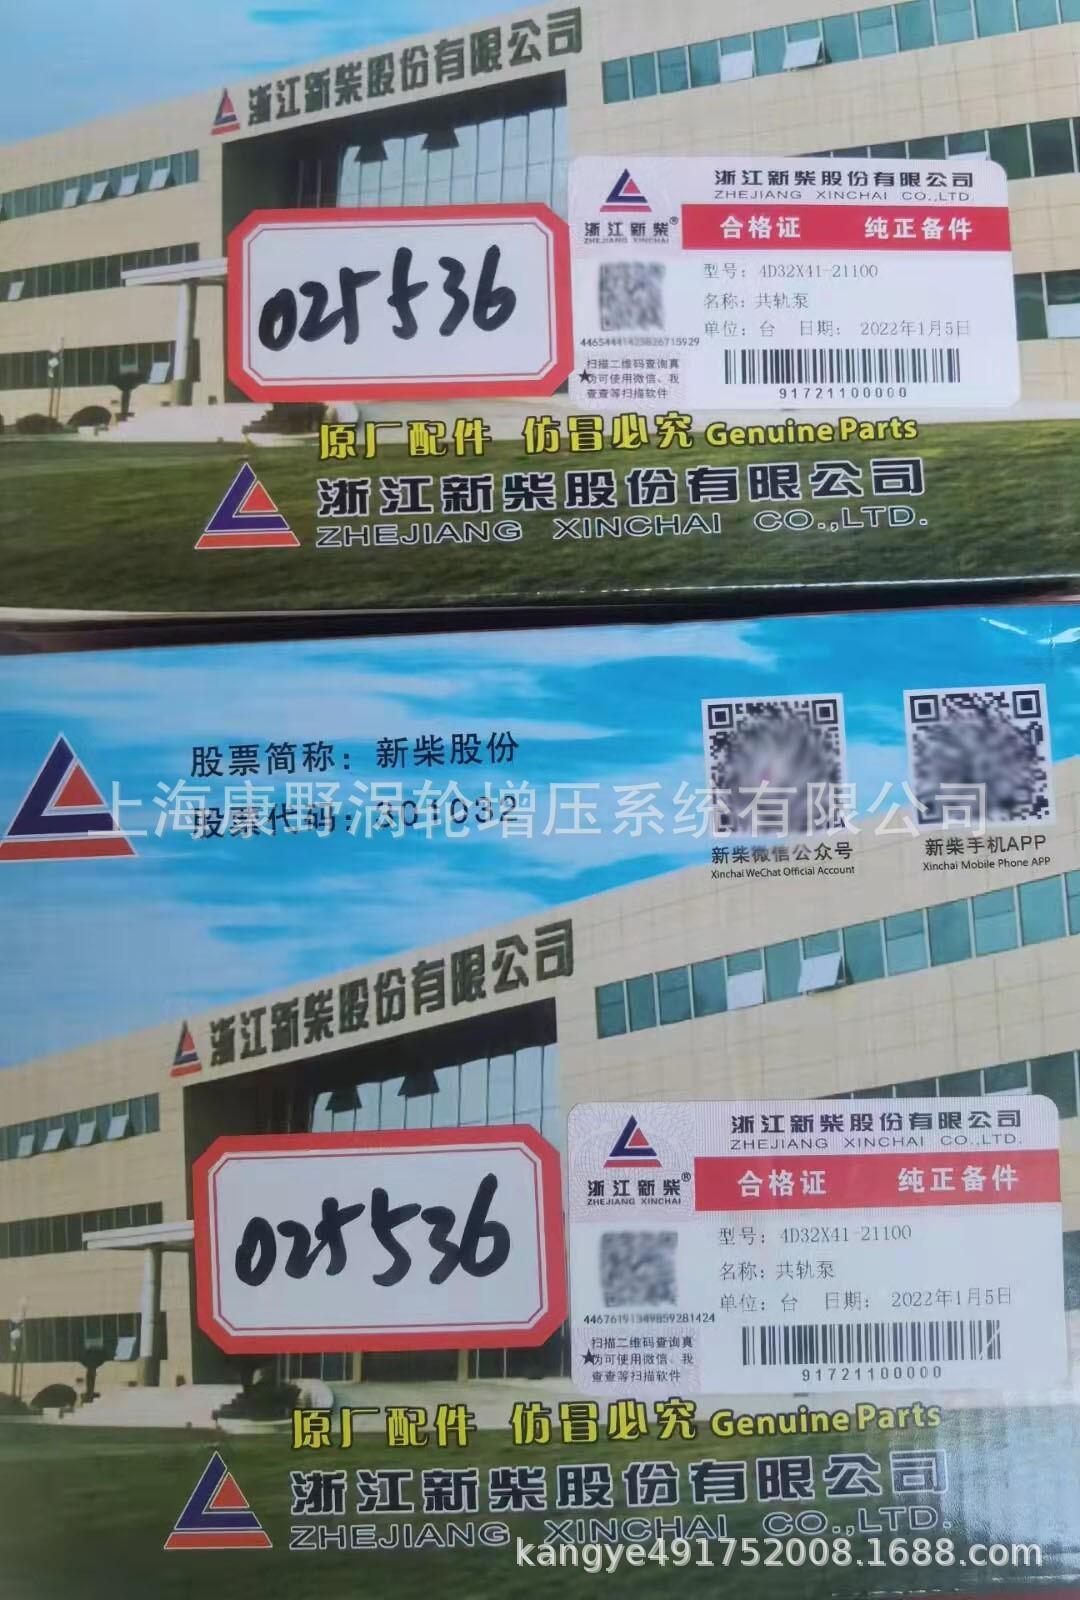 浙江新柴股份有限公司
浙江新柴股份有限公司
ZHEJIANG XINCHAI CO.,LTD.
浙江新柴®
ZHEJIANG XINCHAI
合格证 纯正备件
025536
型号: 4D32X41-21100
名称: 共轨泵
单位: 台 日期: 2022年1月5日
扫描二维码查询真
伪可使用微信、我
查查等扫描软件
91721100000
原厂配件 仿冒必究 Genuine Parts
浙江新柴股份有限公司
ZHEJIANG XINCHAI CO.,LTD.
股票简称: 新柴股份
股票代码: 301032
上海康野涡轮增压系统有限公司
新柴微信公众号
Xinchai WeChat Official Account
新柴手机APP
Xinchai Mobile Phone APP
浙江新柴股份有限公司
浙江新柴股份有限公司
ZHEJIANG XINCHAI CO.,LTD.
浙江新柴®
ZHEJIANG XINCHAI
合格证 纯正备件
025536
型号: 4D32X41-21100
名称: 共轨泵
单位: 台 日期: 2022年1月5日
44676191349859281424
扫描二维码查询真
伪可使用微信、我
查查等扫描软件
91721100000
原厂配件 仿冒必究 Genuine Parts
浙江新柴股份有限公司
ZHEJIANG XINCHAI CO.,LTD.
kangye491752008.1688.com